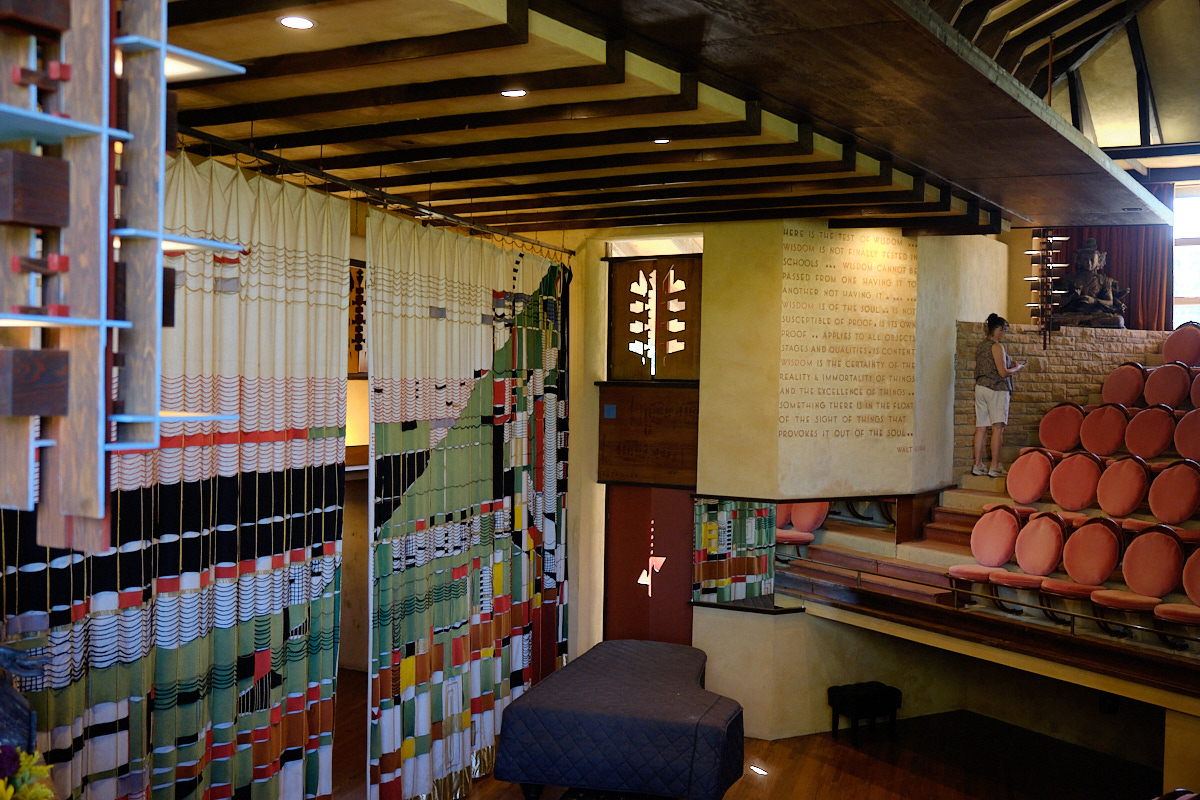 HERE IS THE TEST OF WISDOM ...
WISDOM IS NOT FINALLY TESTED IN
SCHOOLS ... WISDOM CANNOT BE
PASSED FROM ONE HAVING IT TO
ANOTHER NOT HAVING IT
WISDOM IS OF THE SOUL .. IS NOT
SUSCEPTIBLE OF PROOF. IS ITS OWN
PROOF .. APPLIES TO ALL OBJECTS
STAGES AND QUALITIES. IS CONTENT
WISDOM IS THE CERTAINTY OF THE
REALITY & IMMORTALITY OF THINGS
AND THE EXCELLENCE OF THINGS ..
SOMETHING THERE IS IN THE FLOAT
OF THE SIGHT OF THINGS THAT
PROVOKES IT OUT OF THE SOUL ..
WALT